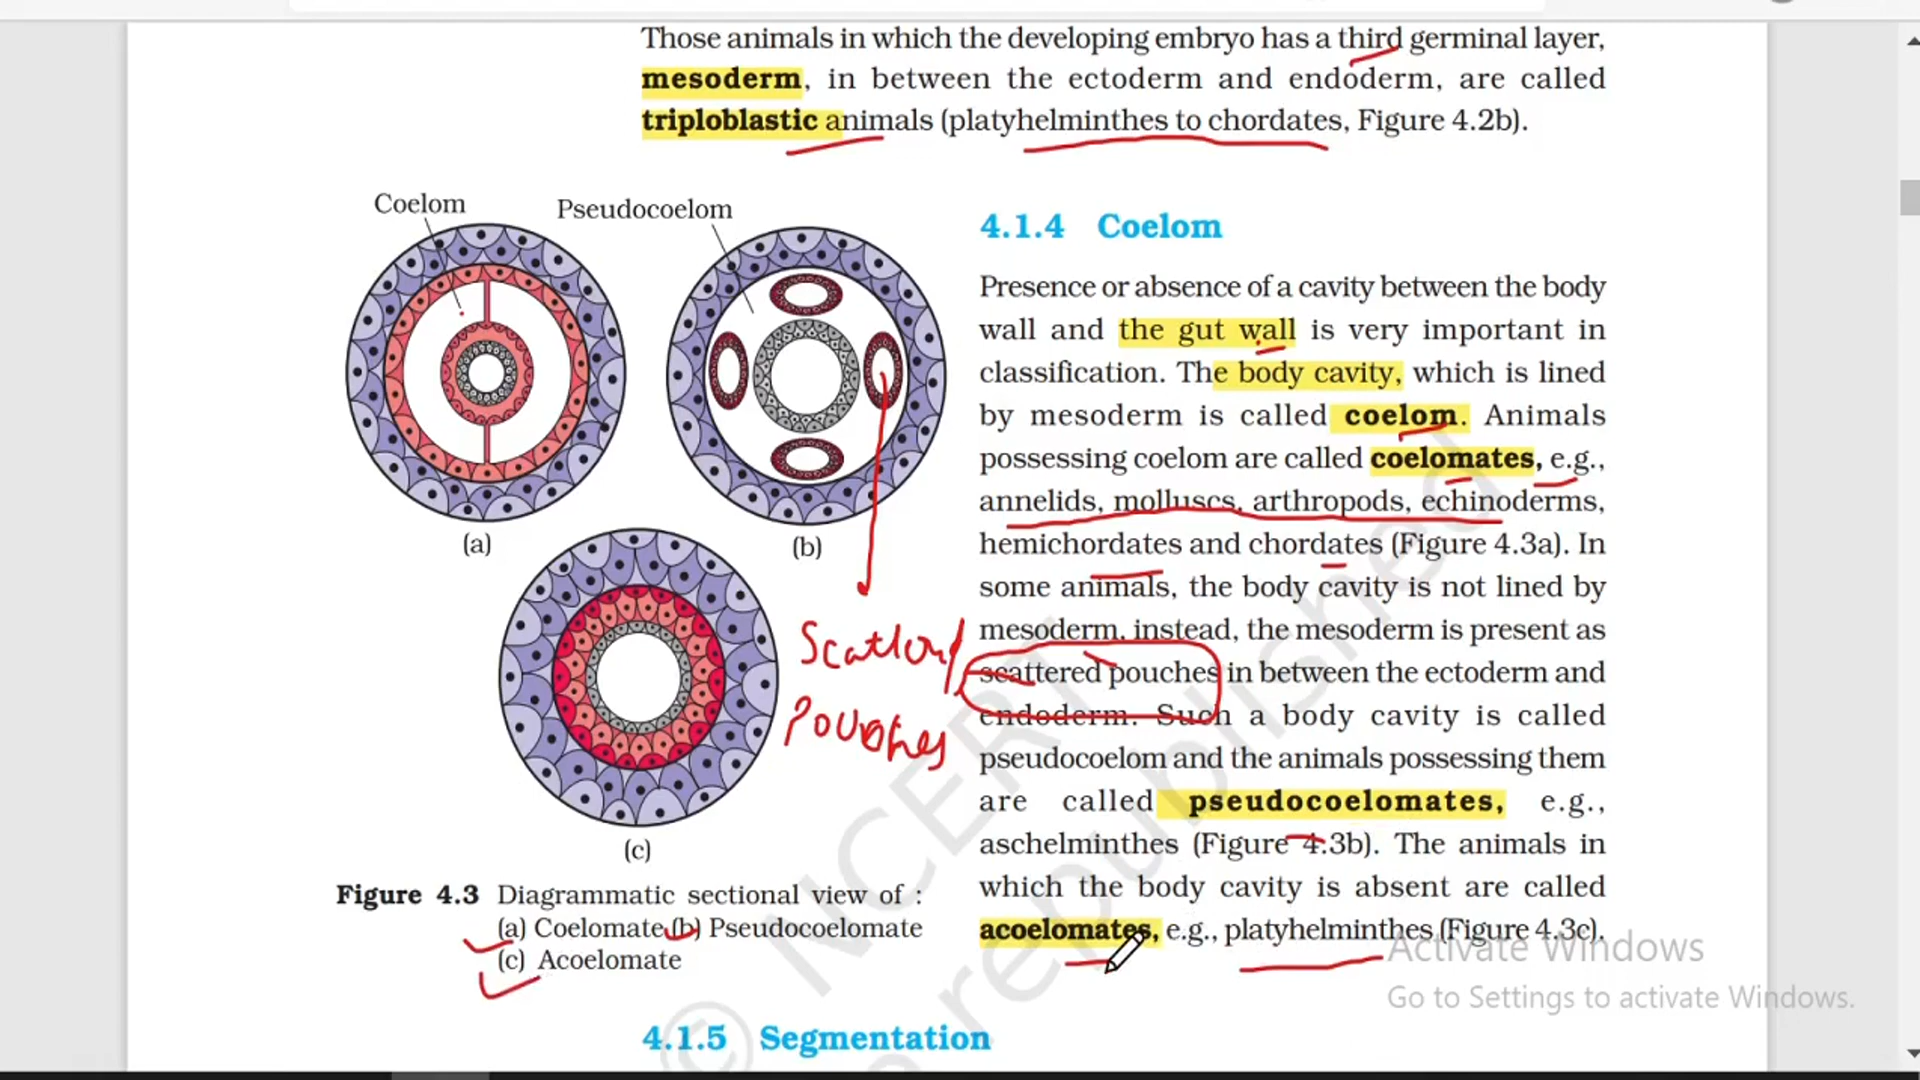 Those animals in which the developing embryo has a third germinal layer,
mesoderm, in between the ectoderm and endoderm, are called
triploblastic animals (platyhelminthes to chordates, Figure 4.2b).
Coelom
Pseudocoelom
(a)
(b)
(c)
Scattord
Pouches
Figure 4.3 Diagrammatic sectional view of :
(a) Coelomate (b) Pseudocoelomate
(c) Acoelomate
4.1.4 Coelom
Presence or absence of a cavity between the body
wall and the gut wall is very important in
classification. The body cavity, which is lined
by mesoderm is called coelom. Animals
possessing coelom are called coelomates, e.g.,
annelids, molluscs, arthropods, echinoderms,
hemichordates and chordates (Figure 4.3a). In
some animals, the body cavity is not lined by
mesoderm, instead, the mesoderm is present as
scattered pouches in between the ectoderm and
endoderm. Such a body cavity is called
pseudocoelom and the animals possessing them
are called pseudocoelomates, e.g.,
aschelminthes (Figure 4.3b). The animals in
which the body cavity is absent are called
acoelomates, e.g., platyhelminthes (Figure 4.3c).
4.1.5 Segmentation
© NCERT
republished
Activate Windows
Go to Settings to activate Windows.